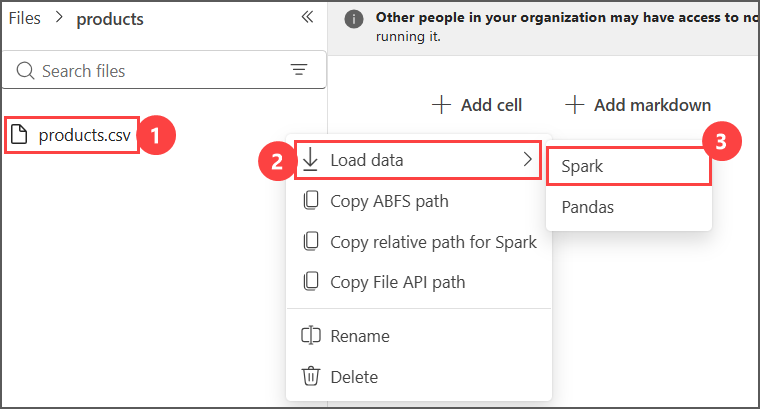 Files > products
Other people in your organization may have access to no
running it.
Search files
Add cell
Add markdown
products.csv
1
2
Load data
3
Spark
Copy ABFS path
Pandas
Copy relative path for Spark
Copy File API path
Rename
Delete